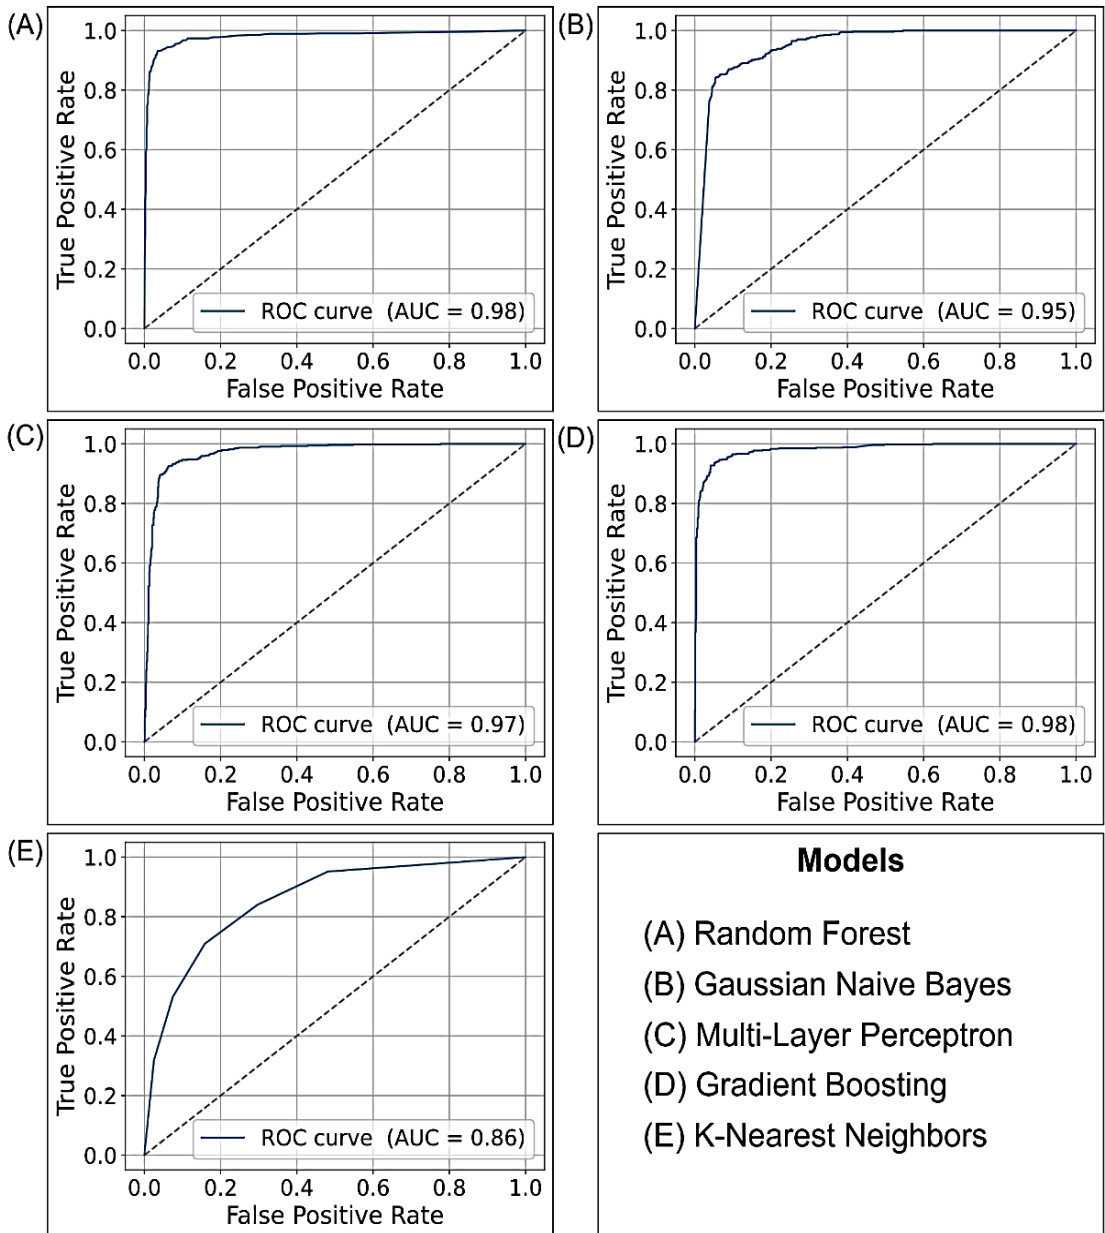 (A)
1.0
0.8
0.6
0.4
0.2
0.0
True Positive Rate
ROC curve (AUC = 0.98)
0.0 0.2 0.4 0.6 0.8 1.0
False Positive Rate
(B)
1.0
0.8
0.6
0.4
0.2
0.0
True Positive Rate
ROC curve (AUC = 0.95)
0.0 0.2 0.4 0.6 0.8 1.0
False Positive Rate
(C)
1.0
0.8
0.6
0.4
0.2
0.0
True Positive Rate
ROC curve (AUC = 0.97)
0.0 0.2 0.4 0.6 0.8 1.0
False Positive Rate
(D)
1.0
0.8
0.6
0.4
0.2
0.0
True Positive Rate
ROC curve (AUC = 0.98)
0.0 0.2 0.4 0.6 0.8 1.0
False Positive Rate
(E)
1.0
0.8
0.6
0.4
0.2
0.0
True Positive Rate
ROC curve (AUC = 0.86)
0.0 0.2 0.4 0.6 0.8 1.0
False Positive Rate
Models
(A) Random Forest
(B) Gaussian Naive Bayes
(C) Multi-Layer Perceptron
(D) Gradient Boosting
(E) K-Nearest Neighbors